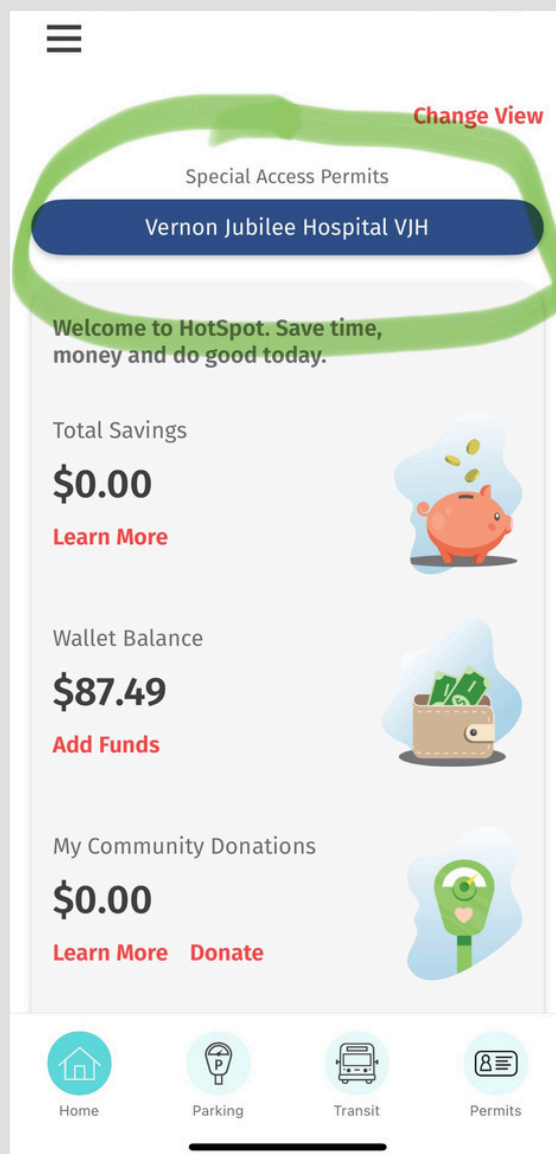 Change View
Special Access Permits
Vernon Jubilee Hospital VJH
Welcome to HotSpot. Save time,
money and do good today.
Total Savings
$0.00
Learn More
Wallet Balance
$87.49
Add Funds
My Community Donations
$0.00
Learn More Donate
P
Home Parking Transit Permits